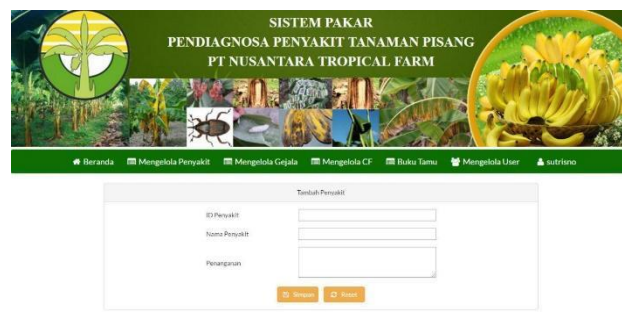 SISTEM PAKAR
PENDIAGNOSA PENYAKIT TANAMAN PISANG
PT NUSANTARA TROPICAL FARM
Beranda Mengelola Penyakit Mengelola Gejala Mengelola CF Buku Tamu Mengelola User sutrisno
Tambah Penyakit
ID Penyakit
Nama Penyakit
Penanganan
Simpan Reset